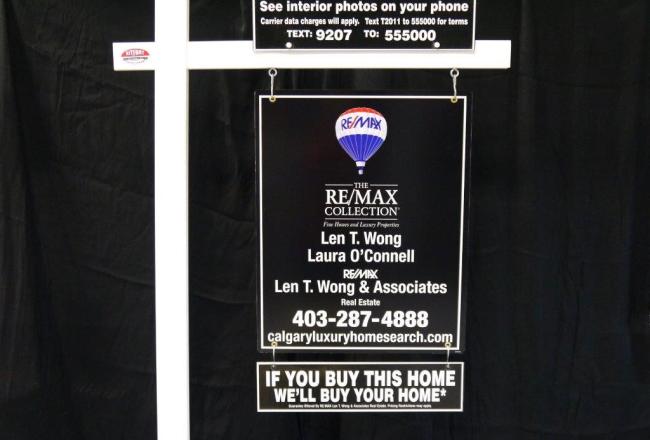 See interior photos on your phone
Carrier data charges will apply. Text T2011 to 555000 for terms
TEXT: 9207 TO: 555000
RE/MAX
THE
RE/MAX
COLLECTION
Fine Homes and Luxury Properties
Len T. Wong
Laura O'Connell
RE/MAX
Len T. Wong & Associates
Real Estate
403-287-4888
calgaryluxuryhomesearch.com
IF YOU BUY THIS HOME
WE'LL BUY YOUR HOME*